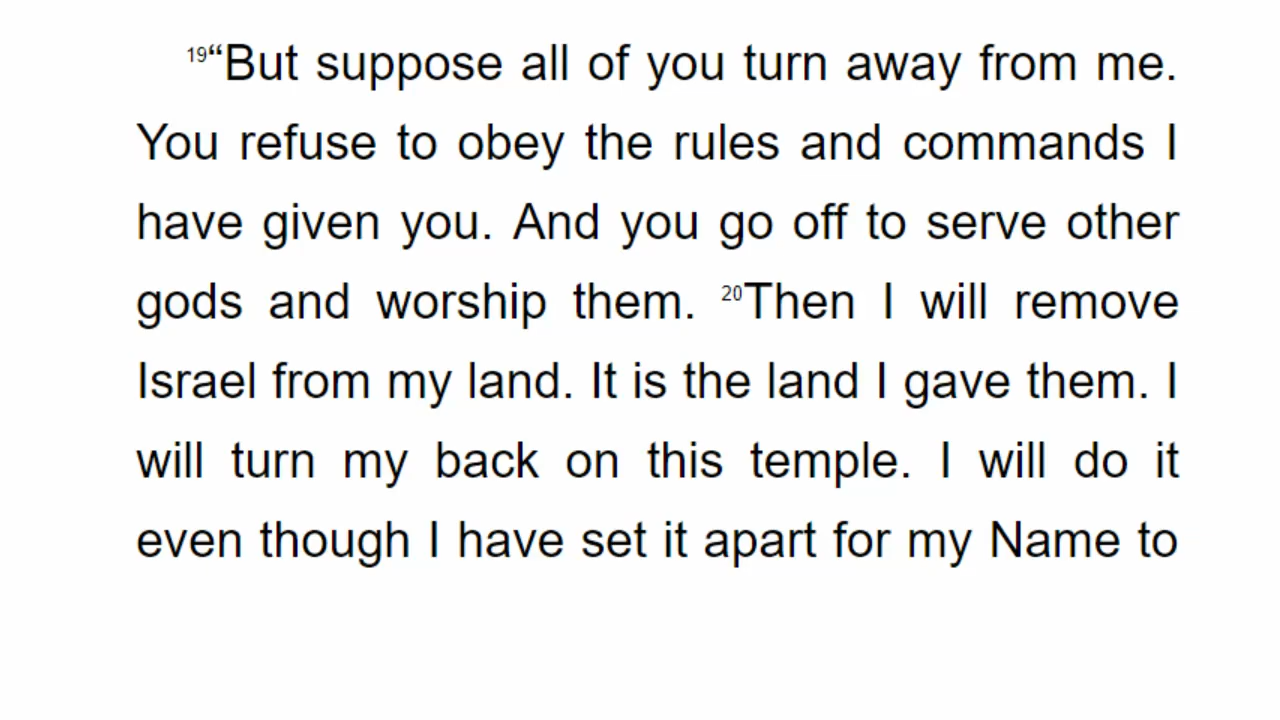 19“But suppose all of you turn away from me.
You refuse to obey the rules and commands I
have given you. And you go off to serve other
gods and worship them. 20Then I will remove
Israel from my land. It is the land I gave them. I
will turn my back on this temple. I will do it
even though I have set it apart for my Name to